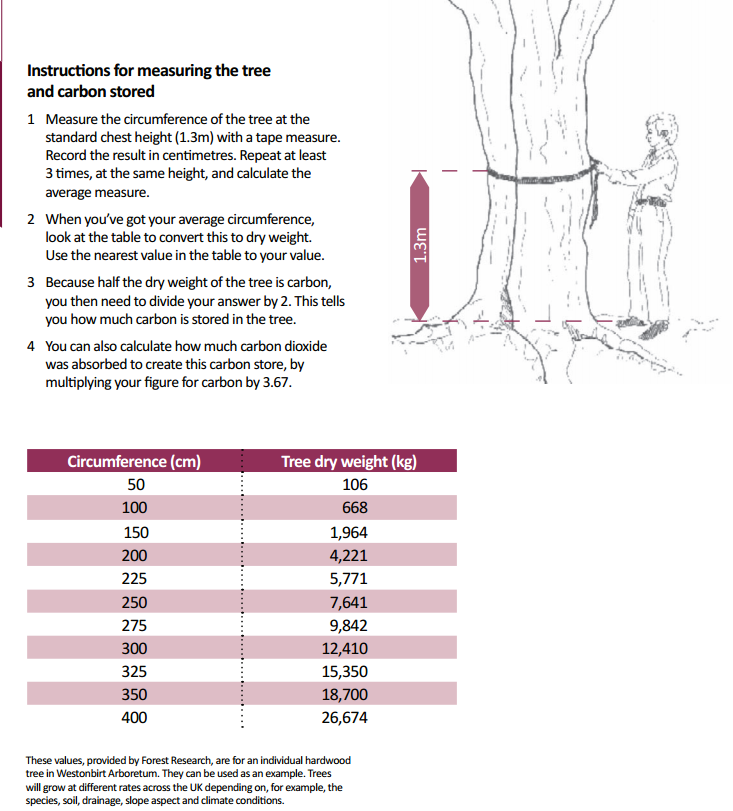 Instructions for measuring the tree
and carbon stored
1 Measure the circumference of the tree at the
standard chest height (1.3m) with a tape measure.
Record the result in centimetres. Repeat at least
3 times, at the same height, and calculate the
average measure.
2 When you've got your average circumference,
look at the table to convert this to dry weight.
Use the nearest value in the table to your value.
3 Because half the dry weight of the tree is carbon,
you then need to divide your answer by 2. This tells
you how much carbon is stored in the tree.
4 You can also calculate how much carbon dioxide
was absorbed to create this carbon store, by
multiplying your figure for carbon by 3.67.
1.3m
Circumference (cm) Tree dry weight (kg)
50 106
100 668
150 1,964
200 4,221
225 5,771
250 7,641
275 9,842
300 12,410
325 15,350
350 18,700
400 26,674
These values, provided by Forest Research, are for an individual hardwood
tree in Westonbirt Arboretum. They can be used as an example. Trees
will grow at different rates across the UK depending on, for example, the
species, soil, drainage, slope aspect and climate conditions.